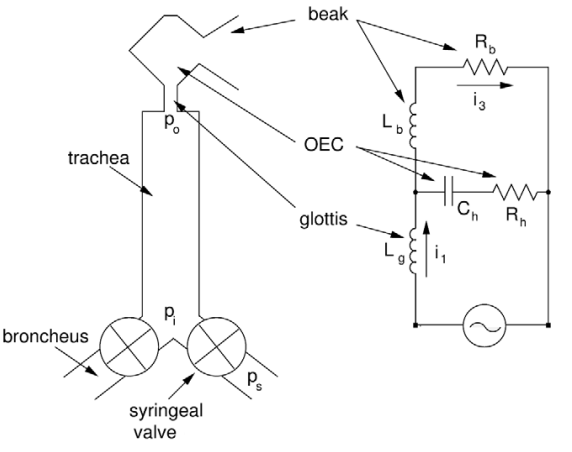 beak
R_b
i_3
p_o
L_b
OEC
trachea
C_h
R_h
glottis
L_g
i_1
p_i
broncheus
p_s
syringeal
valve